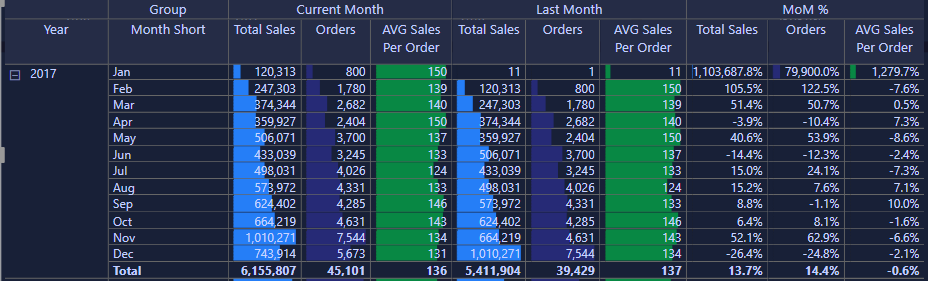 Group Current Month Last Month MoM %
Year Month Short Total Sales Orders AVG Sales Per Order Total Sales Orders AVG Sales Per Order Total Sales Orders AVG Sales Per Order
2017 Jan 120,313 800 150 11 1 11 1,103,687.8% 79,900.0% 1,279.7%
Feb 247,303 1,780 139 120,313 800 150 105.5% 122.5% -7.6%
Mar 374,344 2,682 140 247,303 1,780 139 51.4% 50.7% 0.5%
Apr 359,927 2,404 150 374,344 2,682 140 -3.9% -10.4% 7.3%
May 506,071 3,700 137 359,927 2,404 150 40.6% 53.9% -8.6%
Jun 433,039 3,245 133 506,071 3,700 137 -14.4% -12.3% -2.4%
Jul 498,031 4,026 124 433,039 3,245 133 15.0% 24.1% -7.3%
Aug 573,972 4,331 133 498,031 4,026 124 15.2% 7.6% 7.1%
Sep 624,402 4,285 146 573,972 4,331 133 8.8% -1.1% 10.0%
Oct 664,219 4,631 143 624,402 4,285 146 6.4% 8.1% -1.6%
Nov 1,010,271 7,544 134 664,219 4,631 143 52.1% 62.9% -6.6%
Dec 743,914 5,673 131 1,010,271 7,544 134 -26.4% -24.8% -2.1%
Total 6,155,807 45,101 136 5,411,904 39,429 137 13.7% 14.4% -0.6%